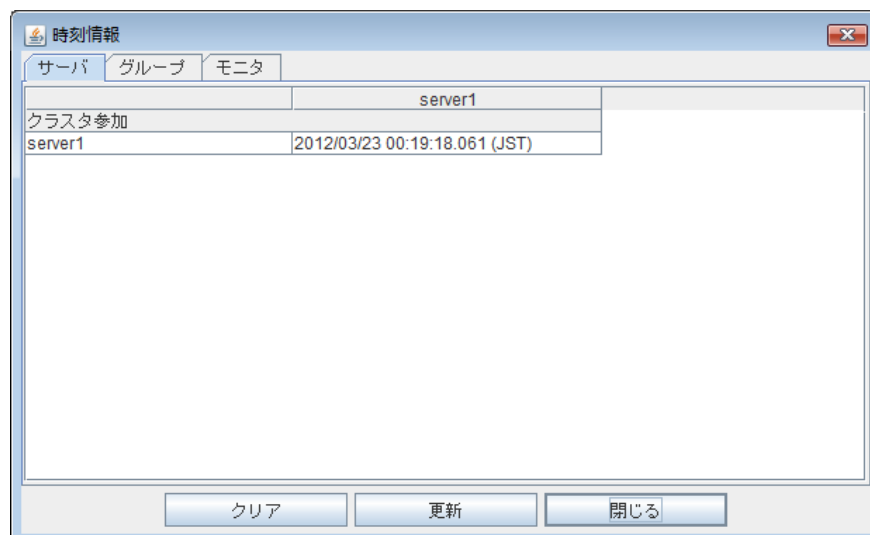 時刻情報
サーバ グループ モニタ
server1
クラスタ参加
server1 2012/03/23 00:19:18.061 (JST)
クリア 更新 閉じる